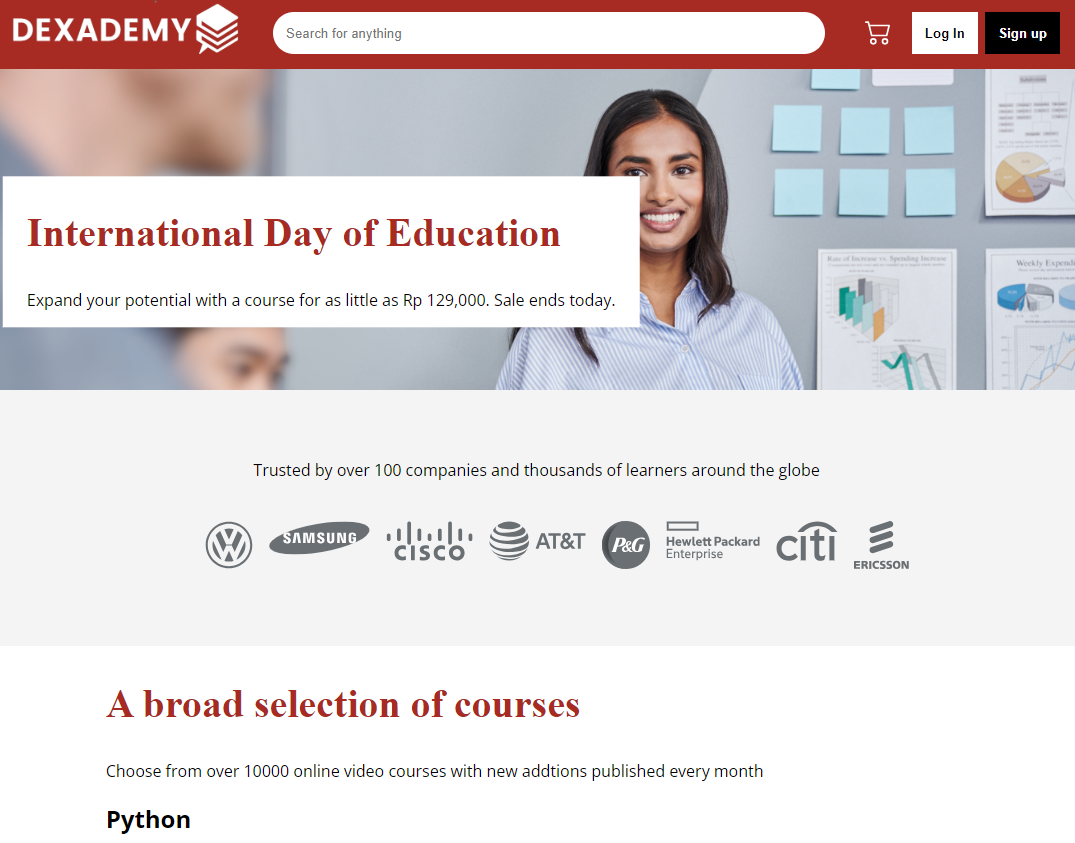 DEXADEMY
Search for anything
Log In
Sign up
International Day of Education
Expand your potential with a course for as little as Rp 129,000. Sale ends today.
Rate of Increase vs. Spending Increase
Weekly Expendi
Trusted by over 100 companies and thousands of learners around the globe
VW
SAMSUNG
CISCO
AT&T
P&G
Hewlett Packard
Enterprise
citi
ERICSSON
A broad selection of courses
Choose from over 10000 online video courses with new addtions published every month
Python